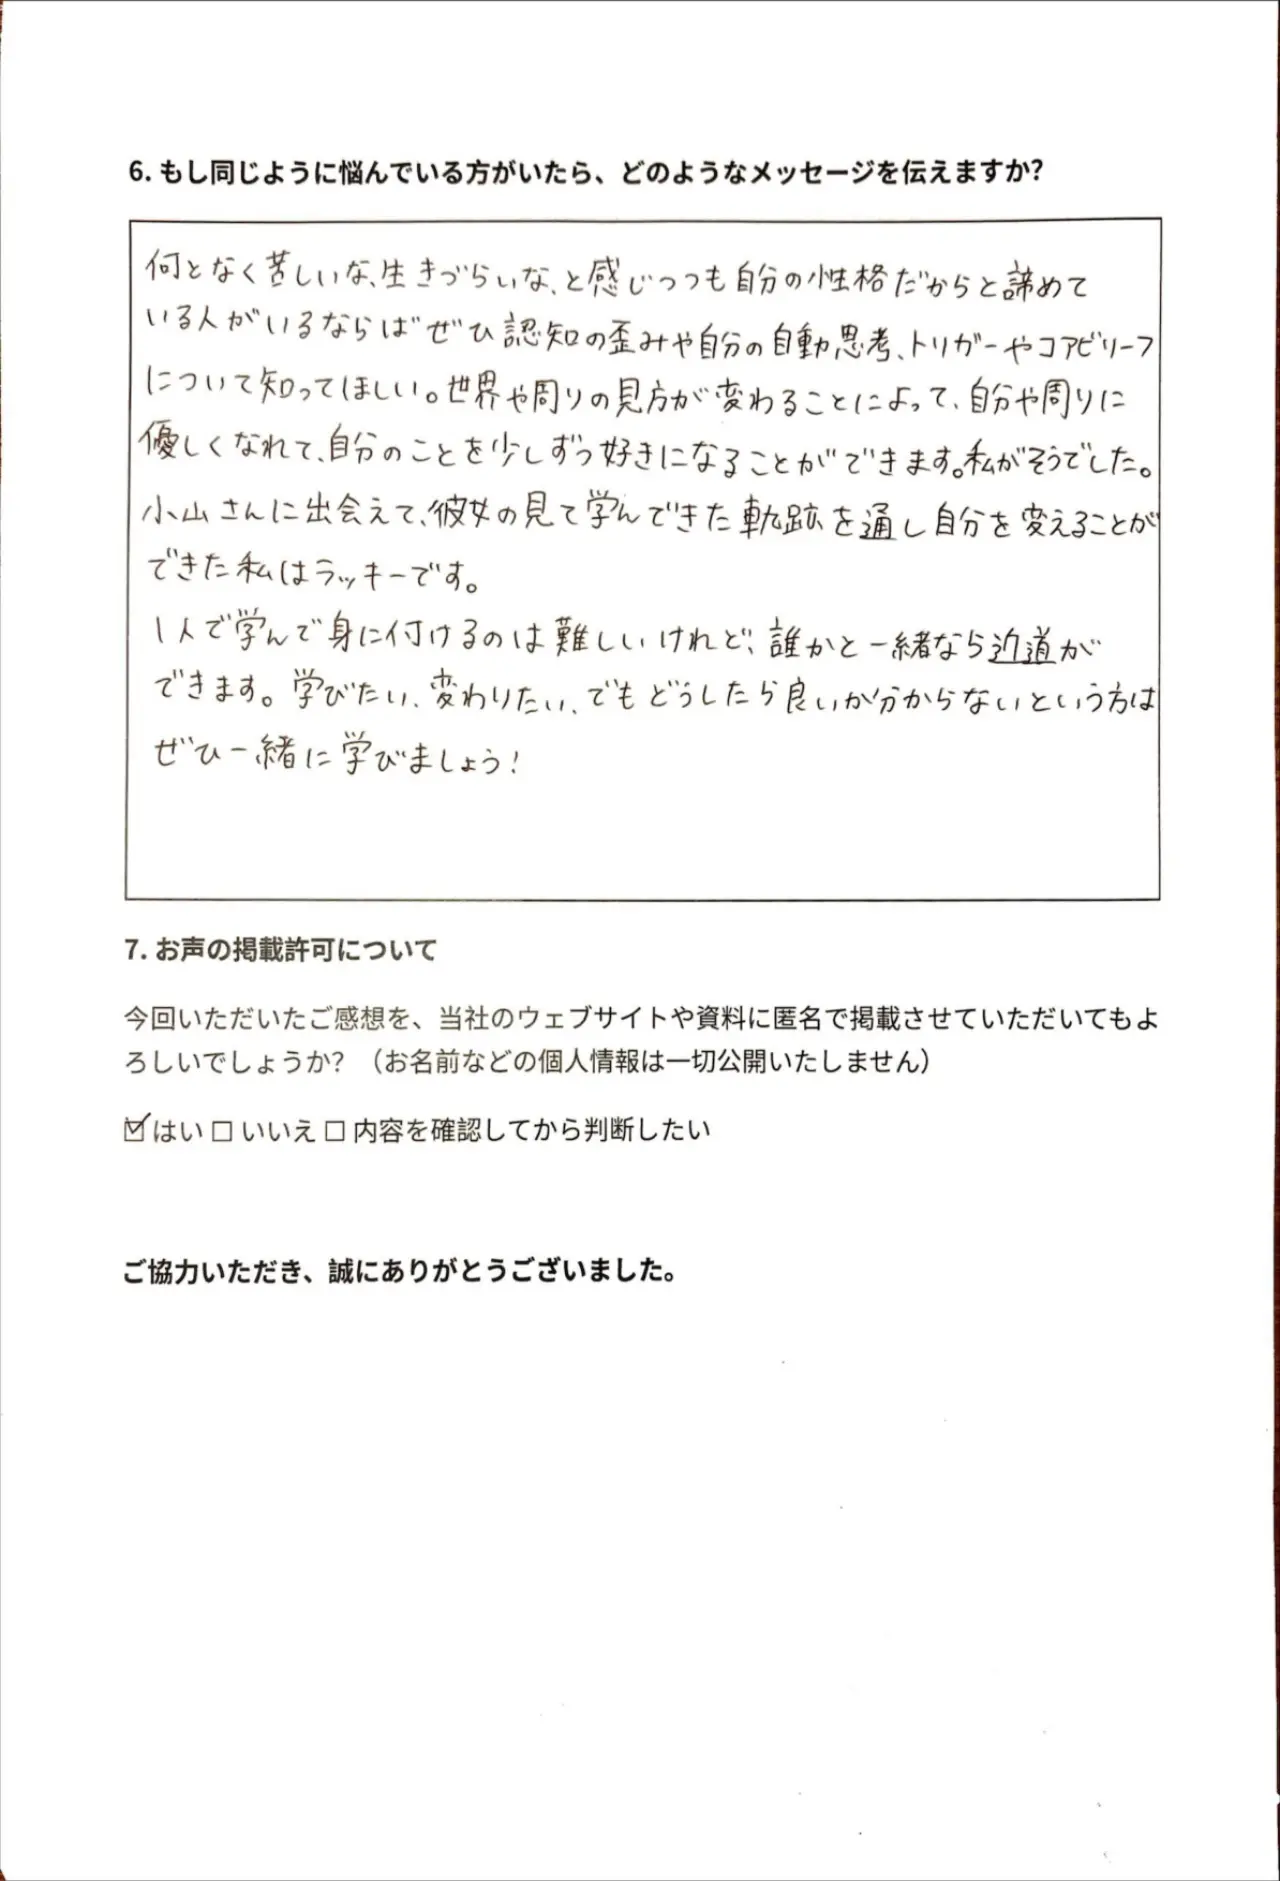 6. もし同じように悩んでいる方がいたら、どのようなメッセージを伝えますか?
何となく苦しいな、生きづらいな、と感じつつも自分の性格だからと諦めて
いる人がいるならばぜひ認知の歪みや自分の自動思考、トリガーやコアビリーフ
について知ってほしい。世界や周りの見方が変わることによって、自分や周りに
優しくなれて、自分のことを少しずつ好きになることができます。私がそうでした。
小山さんに出会えて、彼女の見て学んできた軌跡を通し自分を変えることが
できた私はラッキーです。
1人で学んで身に付けるのは難しいけれど、誰かと一緒なら近道が
できます。学びたい、変わりたい、でもどうしたら良いか分からないという方は
ぜひ一緒に学びましょう!
7. お声の掲載許可について
今回いただいたご感想を、当社のウェブサイトや資料に匿名で掲載させていただいてもよ
ろしいでしょうか? (お名前などの個人情報は一切公開いたしません)
☑ はい ☐ いいえ ☐ 内容を確認してから判断したい
ご協力いただき、誠にありがとうございました。